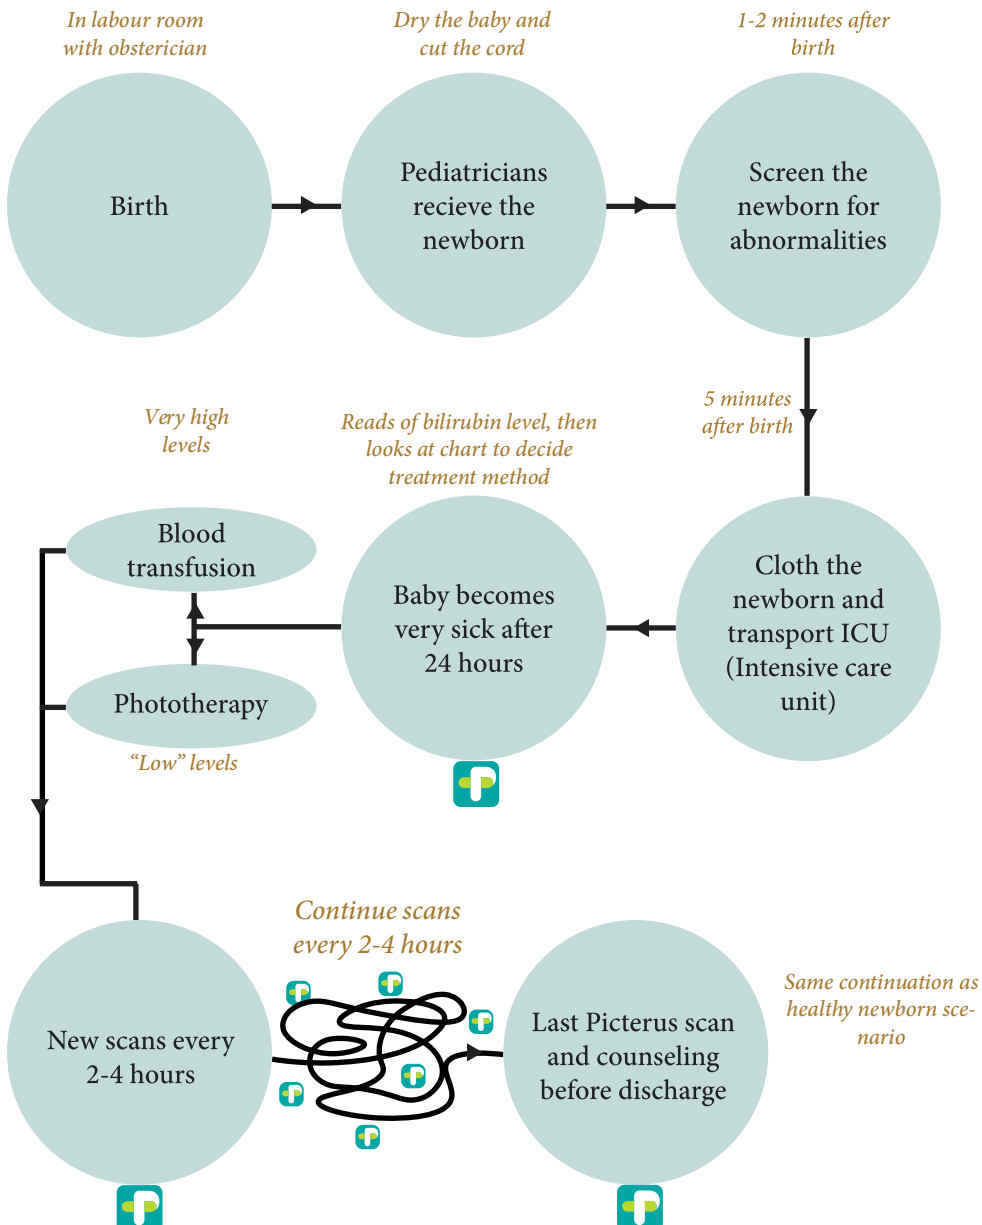 In labour room
with obsterician
Birth
Dry the baby and
cut the cord
Pediatricians
recieve the
newborn
1-2 minutes after
birth
Screen the
newborn for
abnormalities
5 minutes
after birth
Cloth the
newborn and
transport ICU
(Intensive care
unit)
Reads of bilirubin level, then
looks at chart to decide
treatment method
Baby becomes
very sick after
24 hours
Very high
levels
Blood
transfusion
Phototherapy
“Low” levels
New scans every
2-4 hours
Continue scans
every 2-4 hours
Last Picterus scan
and counseling
before discharge
Same continuation as
healthy newborn sce-
nario